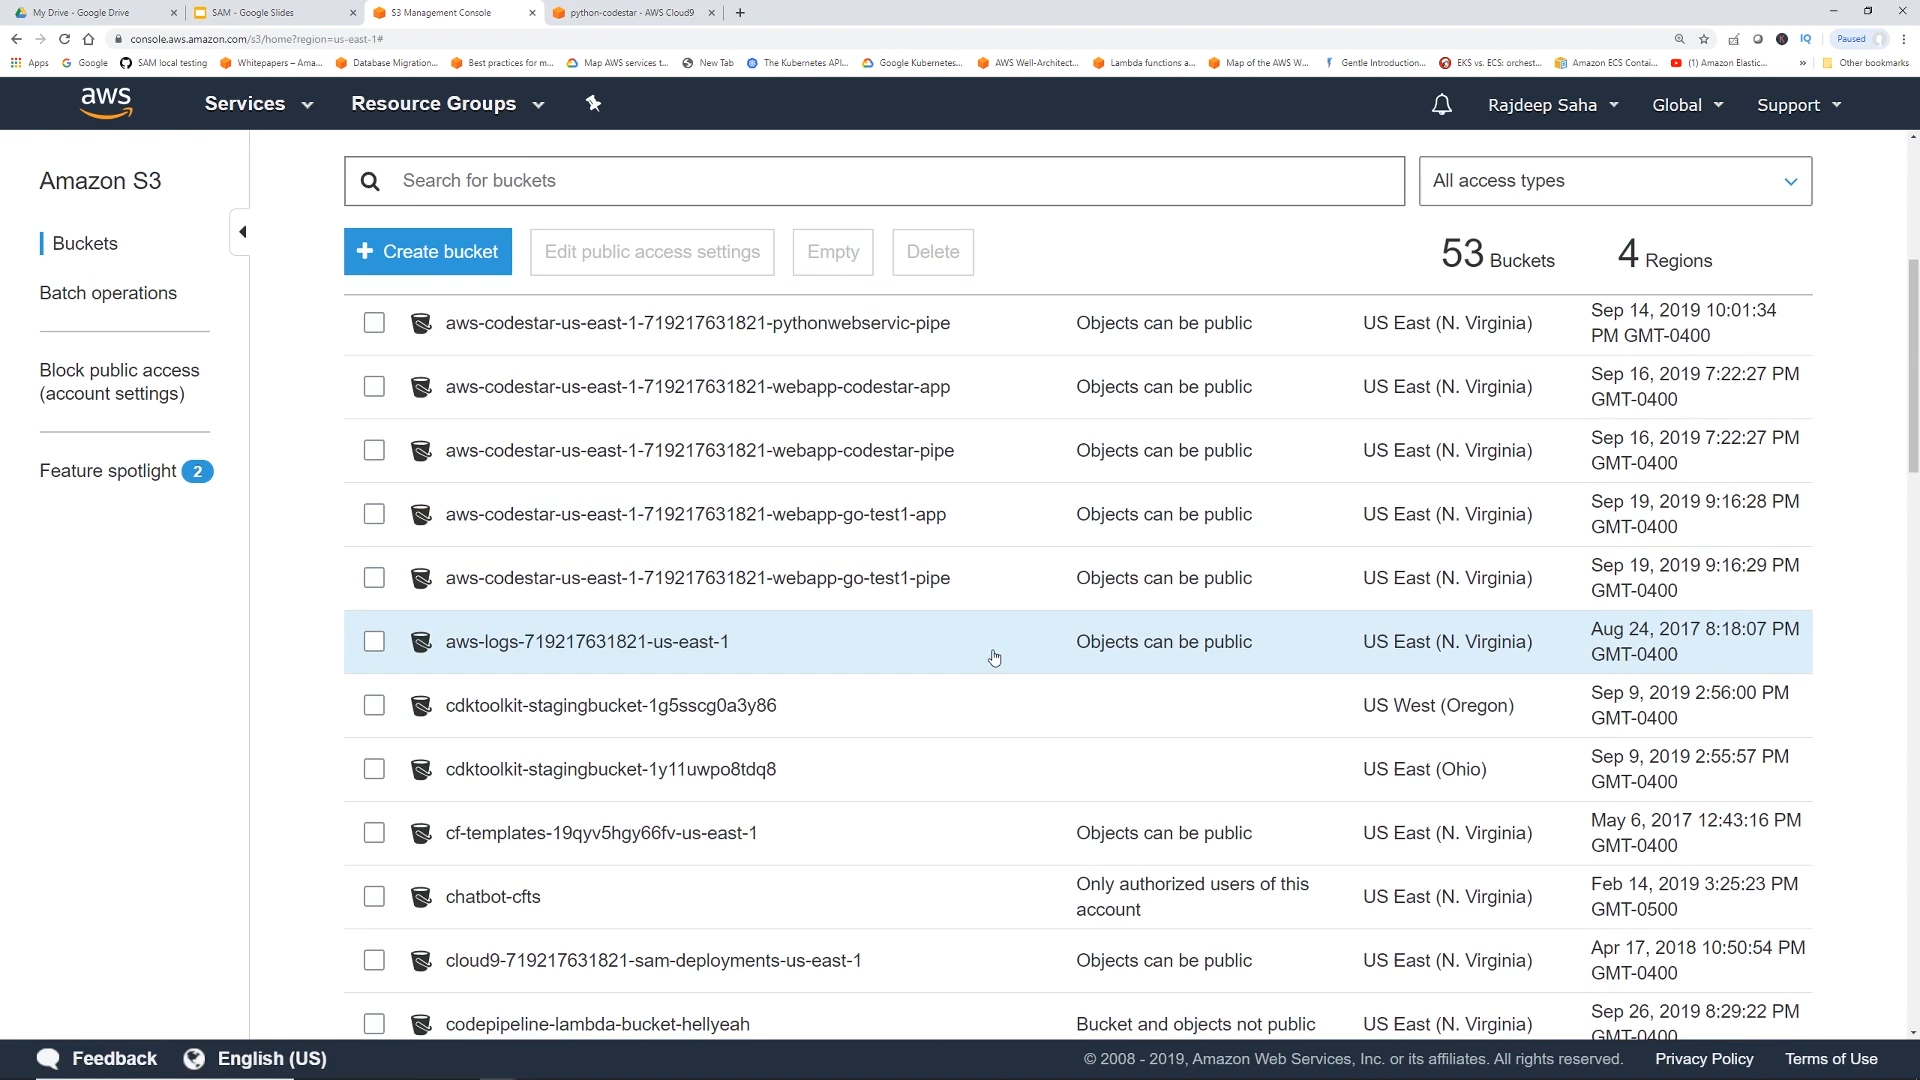 My Drive - Google Drive
SAM - Google Slides
S3 Management Console
python-codestar - AWS Cloud9
console.aws.amazon.com/s3/home?region=us-east-1#
Paused
Apps
Google
SAM local testing
Whitepapers – Ama...
Database Migration...
Best practices for m...
Map AWS services t...
New Tab
The Kubernetes API...
Google Kubernetes...
AWS Well-Architect...
Lambda functions a...
Map of the AWS W...
Gentle Introduction...
EKS vs. ECS: orchest...
Amazon ECS Contai...
(1) Amazon Elastic...
»
Other bookmarks
aws
Services
Resource Groups
Rajdeep Saha
Global
Support
Amazon S3
Buckets
Batch operations
Block public access
(account settings)
Feature spotlight 2
Search for buckets
All access types
+ Create bucket
Edit public access settings
Empty
Delete
53 Buckets
4 Regions
aws-codestar-us-east-1-719217631821-pythonwebservic-pipe
Objects can be public
US East (N. Virginia)
Sep 14, 2019 10:01:34
PM GMT-0400
aws-codestar-us-east-1-719217631821-webapp-codestar-app
Objects can be public
US East (N. Virginia)
Sep 16, 2019 7:22:27 PM
GMT-0400
aws-codestar-us-east-1-719217631821-webapp-codestar-pipe
Objects can be public
US East (N. Virginia)
Sep 16, 2019 7:22:27 PM
GMT-0400
aws-codestar-us-east-1-719217631821-webapp-go-test1-app
Objects can be public
US East (N. Virginia)
Sep 19, 2019 9:16:28 PM
GMT-0400
aws-codestar-us-east-1-719217631821-webapp-go-test1-pipe
Objects can be public
US East (N. Virginia)
Sep 19, 2019 9:16:29 PM
GMT-0400
aws-logs-719217631821-us-east-1
Objects can be public
US East (N. Virginia)
Aug 24, 2017 8:18:07 PM
GMT-0400
cdktoolkit-stagingbucket-1g5sscg0a3y86
US West (Oregon)
Sep 9, 2019 2:56:00 PM
GMT-0400
cdktoolkit-stagingbucket-1y11uwpo8tdq8
US East (Ohio)
Sep 9, 2019 2:55:57 PM
GMT-0400
cf-templates-19qyv5hgy66fv-us-east-1
Objects can be public
US East (N. Virginia)
May 6, 2017 12:43:16 PM
GMT-0400
chatbot-cfts
Only authorized users of this
account
US East (N. Virginia)
Feb 14, 2019 3:25:23 PM
GMT-0500
cloud9-719217631821-sam-deployments-us-east-1
Objects can be public
US East (N. Virginia)
Apr 17, 2018 10:50:54 PM
GMT-0400
codepipeline-lambda-bucket-hellyeah
Bucket and objects not public
US East (N. Virginia)
Sep 26, 2019 8:29:22 PM
GMT-0400
Feedback
English (US)
© 2008 - 2019, Amazon Web Services, Inc. or its affiliates. All rights reserved.
Privacy Policy
Terms of Use